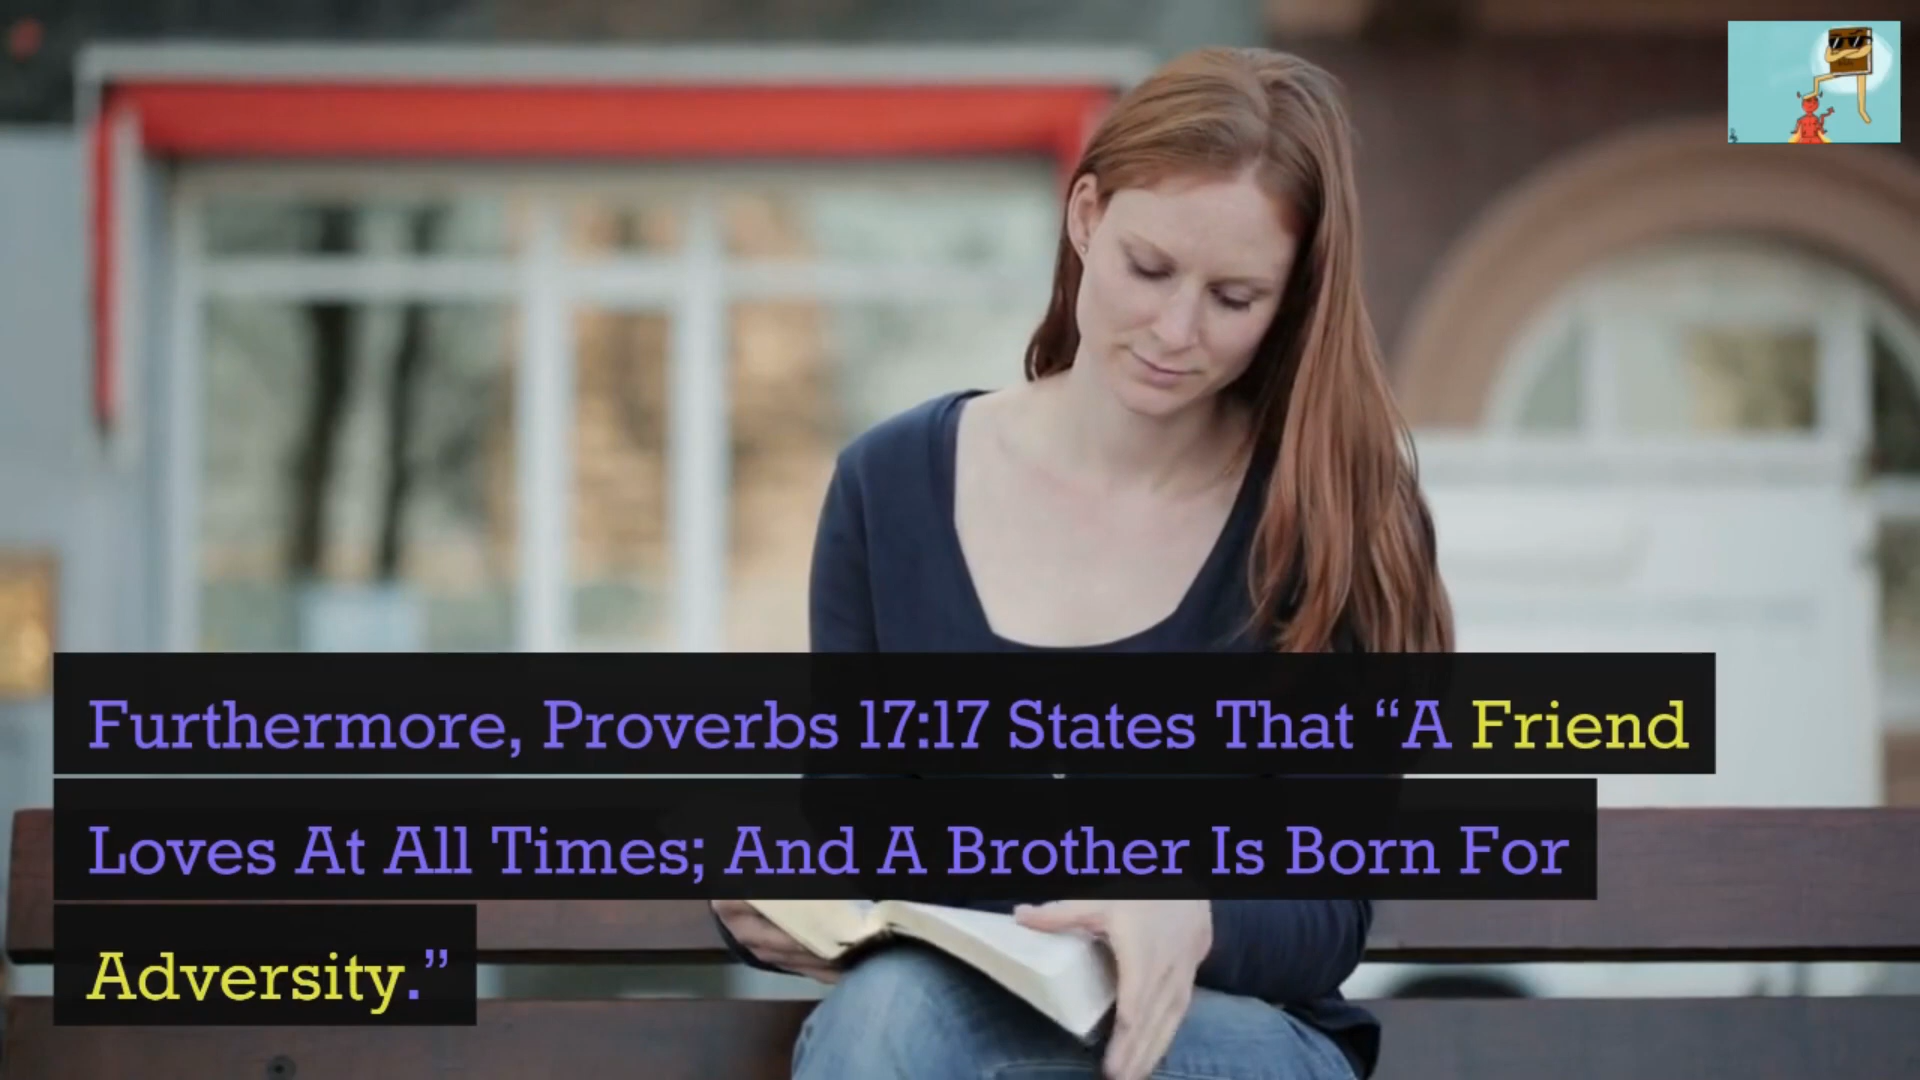 Furthermore, Proverbs 17:17 States That “A Friend
Loves At All Times; And A Brother Is Born For
Adversity.”